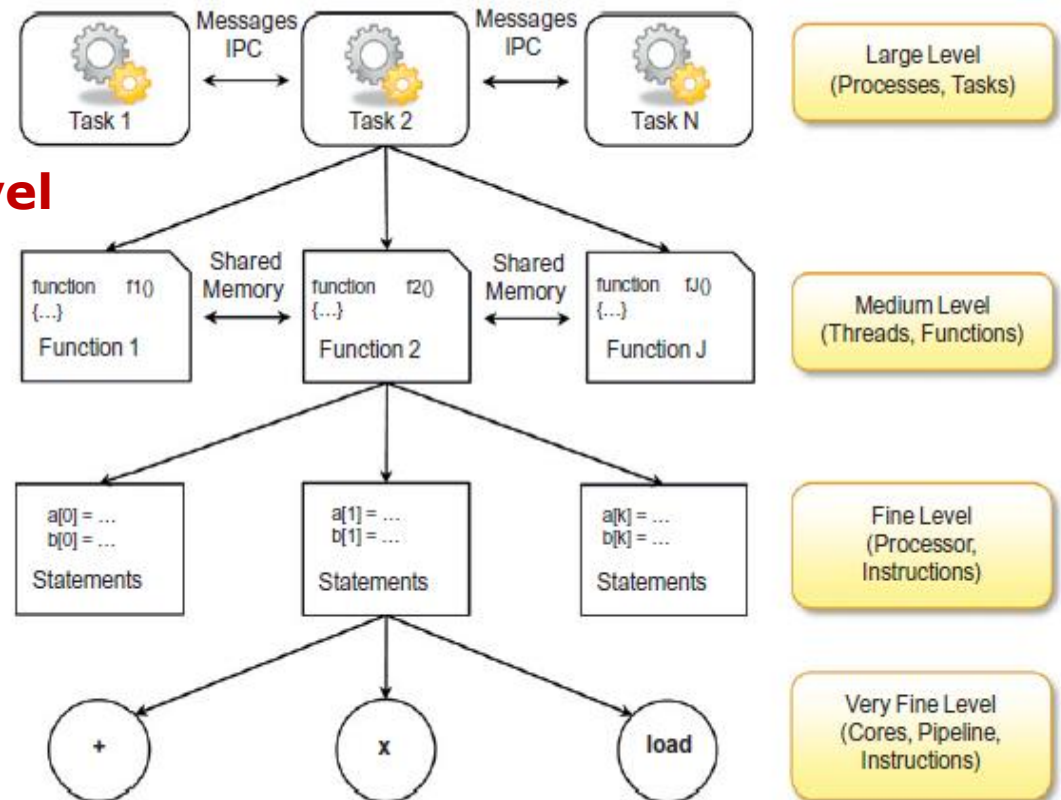 Messages
IPC
Messages
IPC
Task 1
Task 2
Task N
Large Level
(Processes, Tasks)
vel
function f1()
{...}
Function 1
Shared
Memory
function f2()
{...}
Function 2
Shared
Memory
function fJ()
{...}
Function J
Medium Level
(Threads, Functions)
a[0] = ...
b[0] = ...
Statements
a[1] = ...
b[1] = ...
Statements
a[k] = ...
b[k] = ...
Statements
Fine Level
(Processor,
Instructions)
+
x
load
Very Fine Level
(Cores, Pipeline,
Instructions)